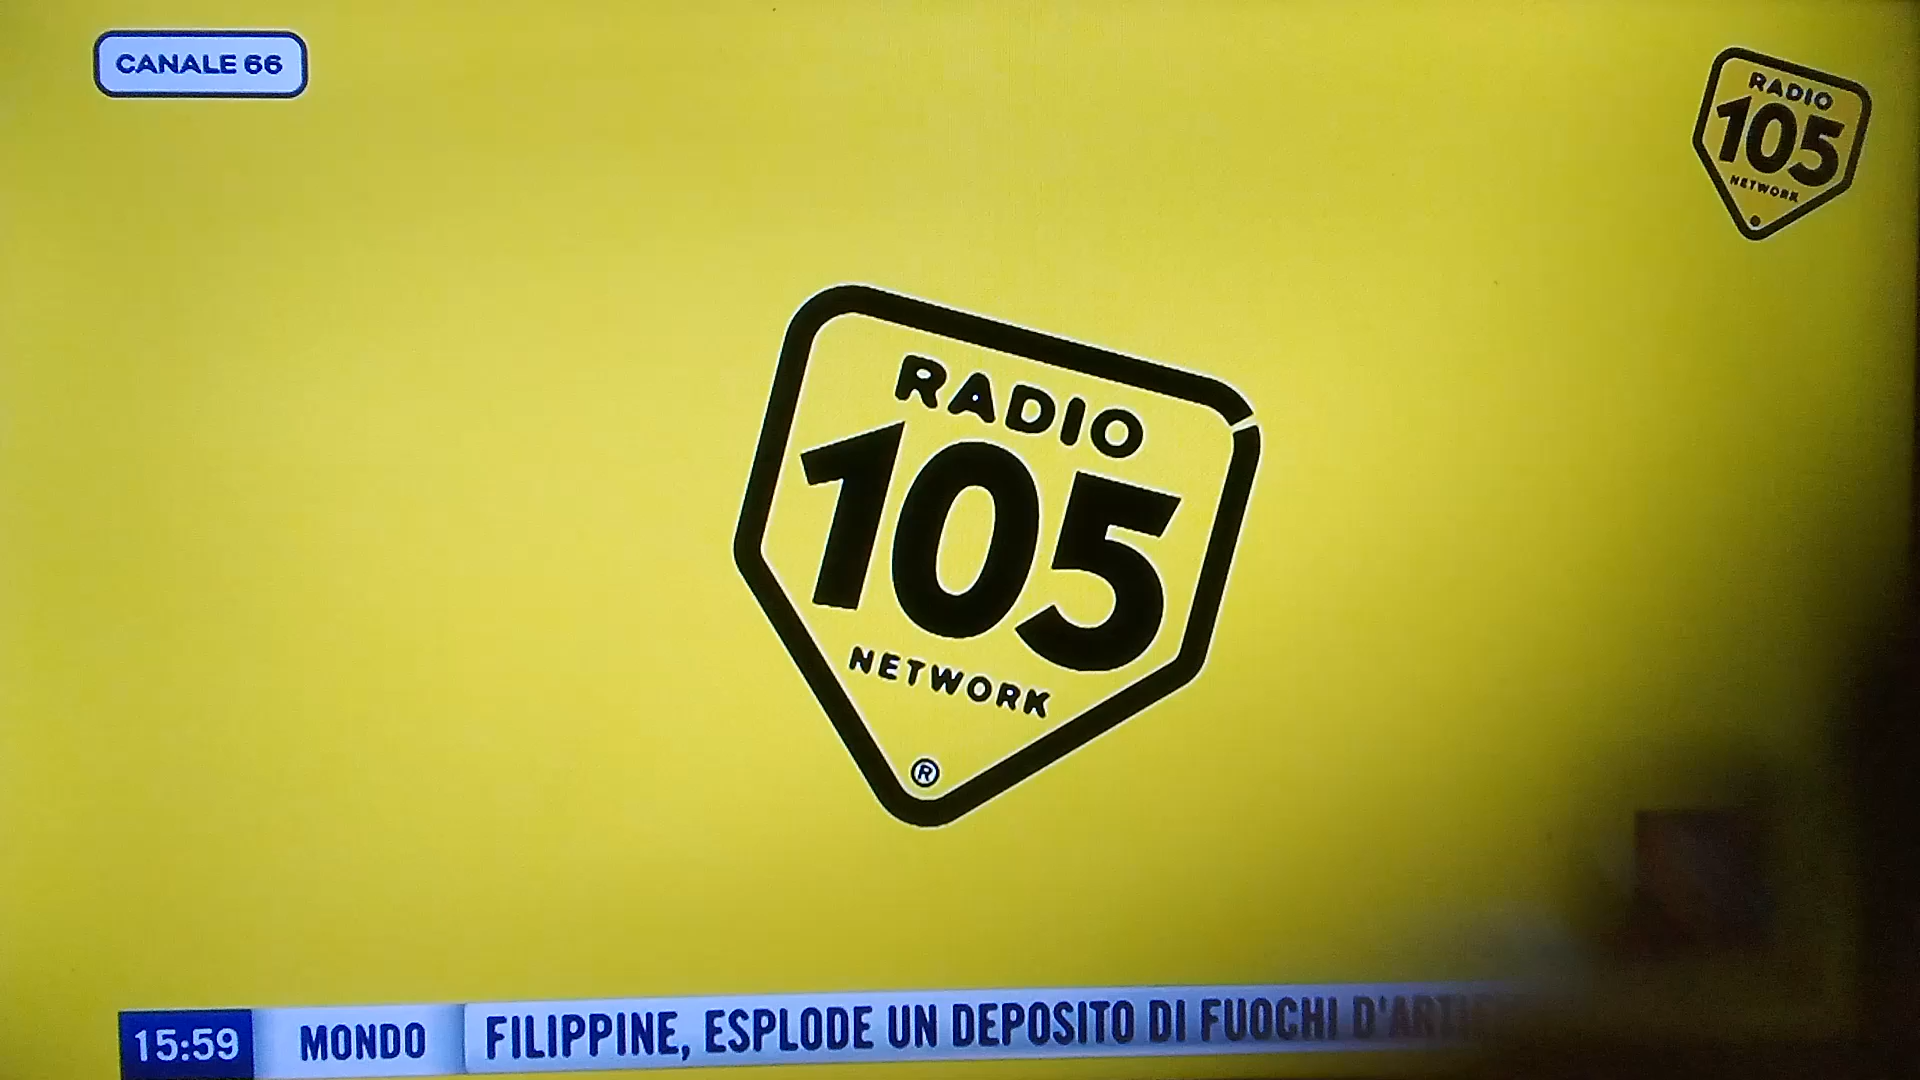 CANALE 66
RADIO
105
NETWORK
RADIO
105
NETWORK
®
15:59 MONDO FILIPPINE, ESPLODE UN DEPOSITO DI FUOCHI